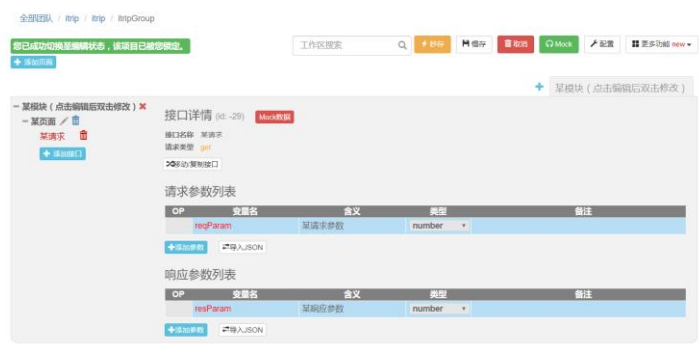 全部团队 / itrip / itrip / itripGroup
您已成功切换至编辑状态，该项目已被您锁定。
工作区搜索
秒存
慢存
取消
Mock
配置
更多功能 new
添加页面
某模块（点击编辑后双击修改）
某模块（点击编辑后双击修改）
某页面
某请求
添加接口
接口详情 (id: -29) Mock数据
接口名称 某请求
请求类型 get
移动/复制接口
请求参数列表
OP 变量名 含义 类型 备注
reqParam 某请求参数 number
添加参数 导入JSON
响应参数列表
OP 变量名 含义 类型 备注
resParam 某响应参数 number
添加参数 导入JSON